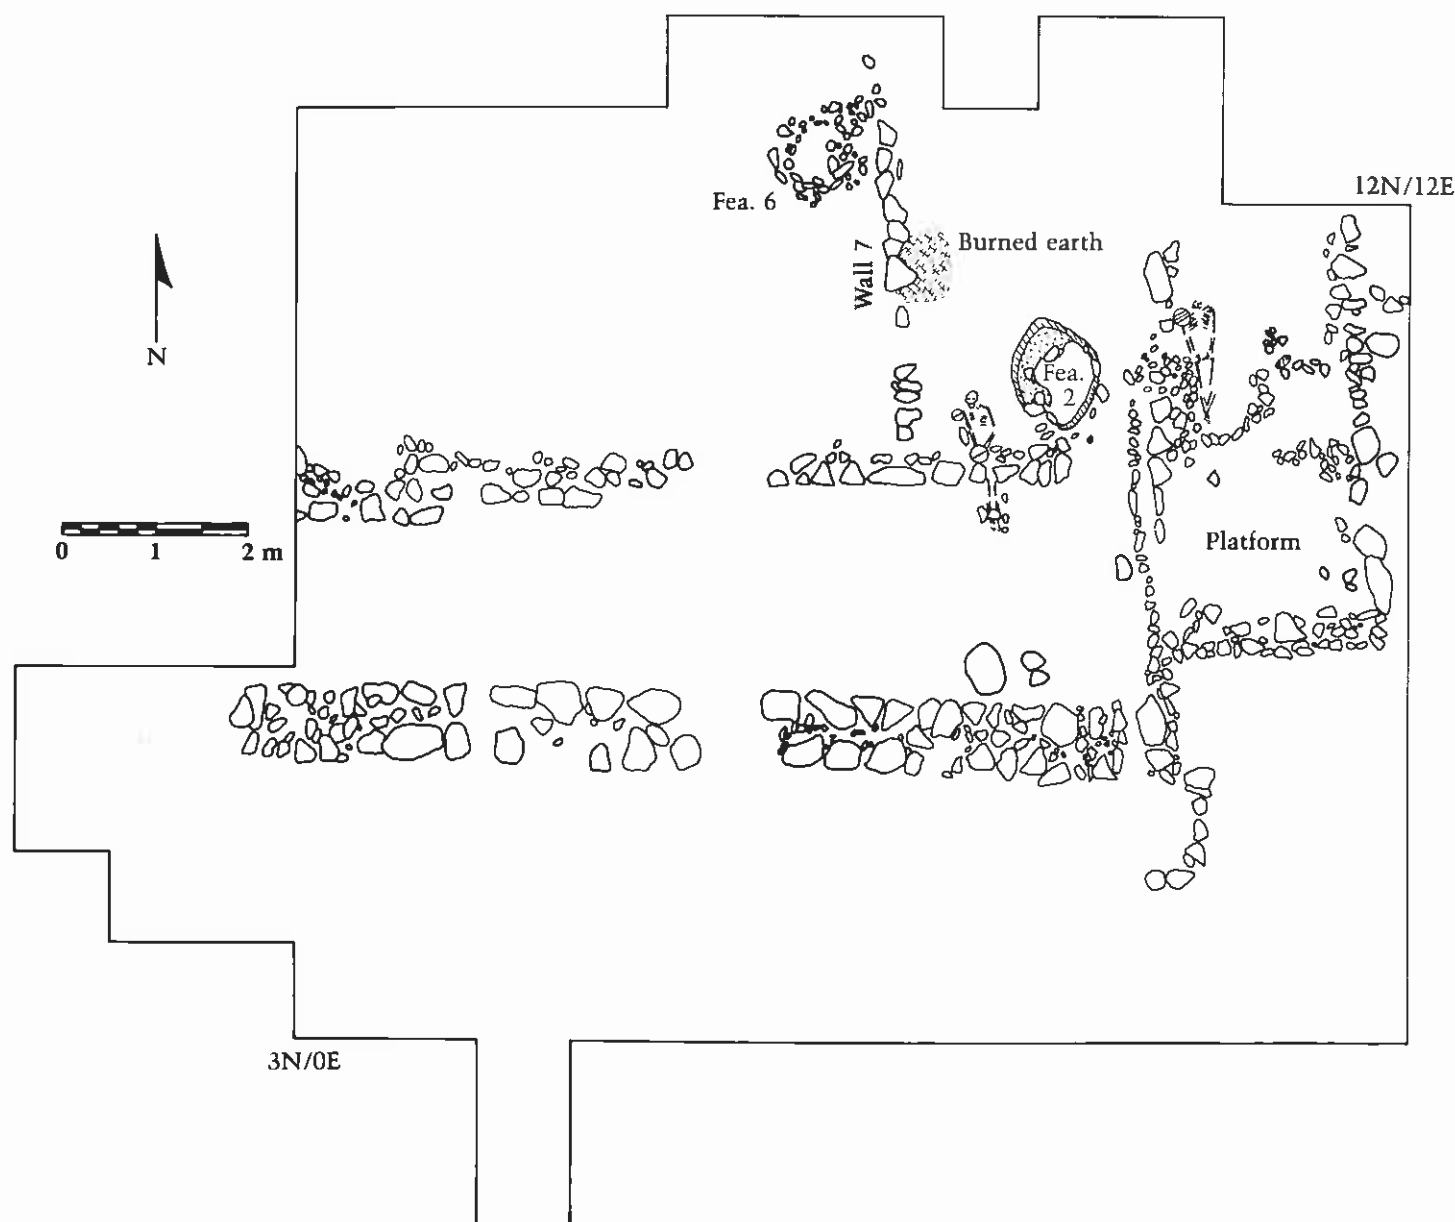 12N/12E
Fea. 6
Burned earth
Wall 7
N
Fea.
2
0 1 2 m
Platform
3N/0E